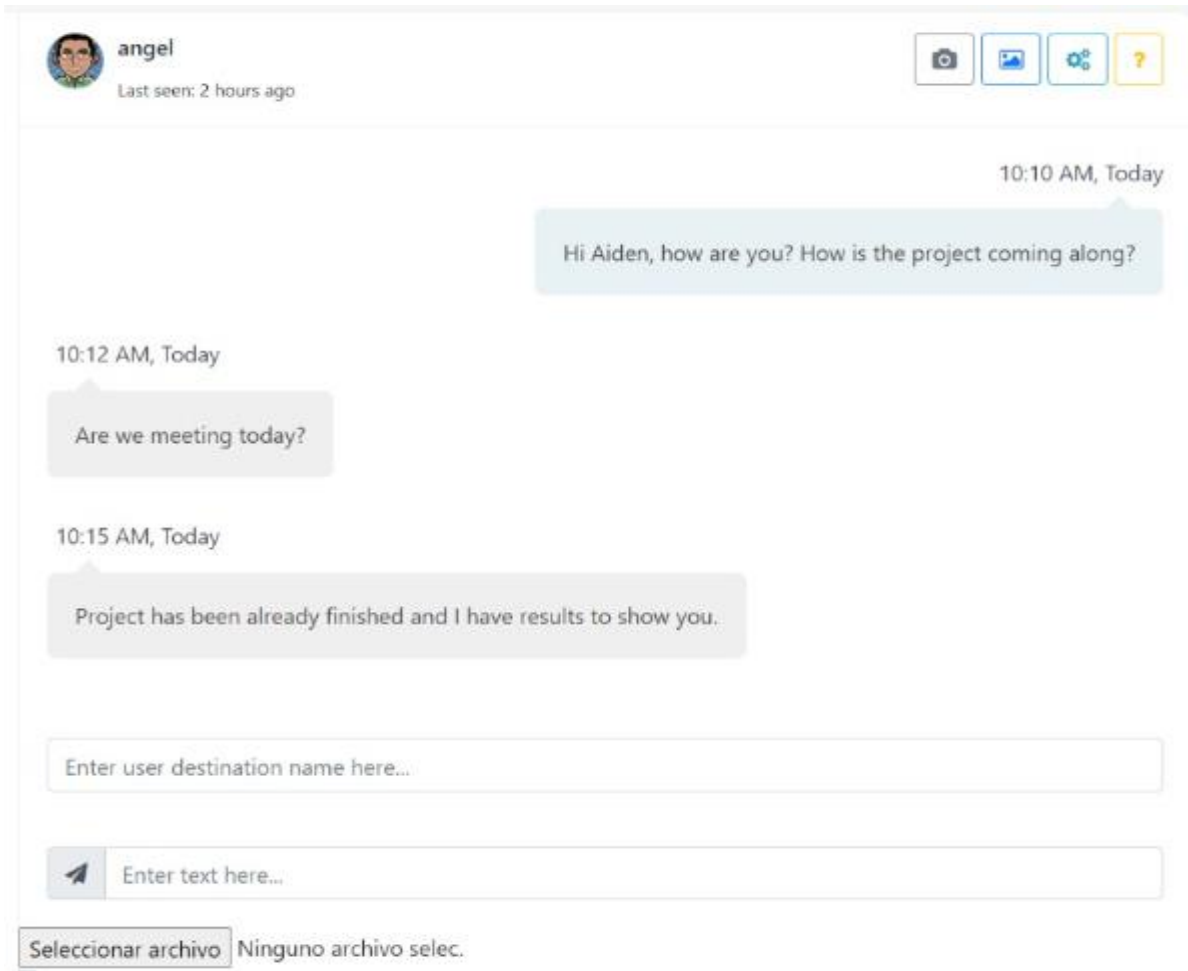 angel
Last seen: 2 hours ago
?
10:10 AM, Today
Hi Aiden, how are you? How is the project coming along?
10:12 AM, Today
Are we meeting today?
10:15 AM, Today
Project has been already finished and I have results to show you.
Enter user destination name here...
Enter text here...
Seleccionar archivo Ninguno archivo selec.